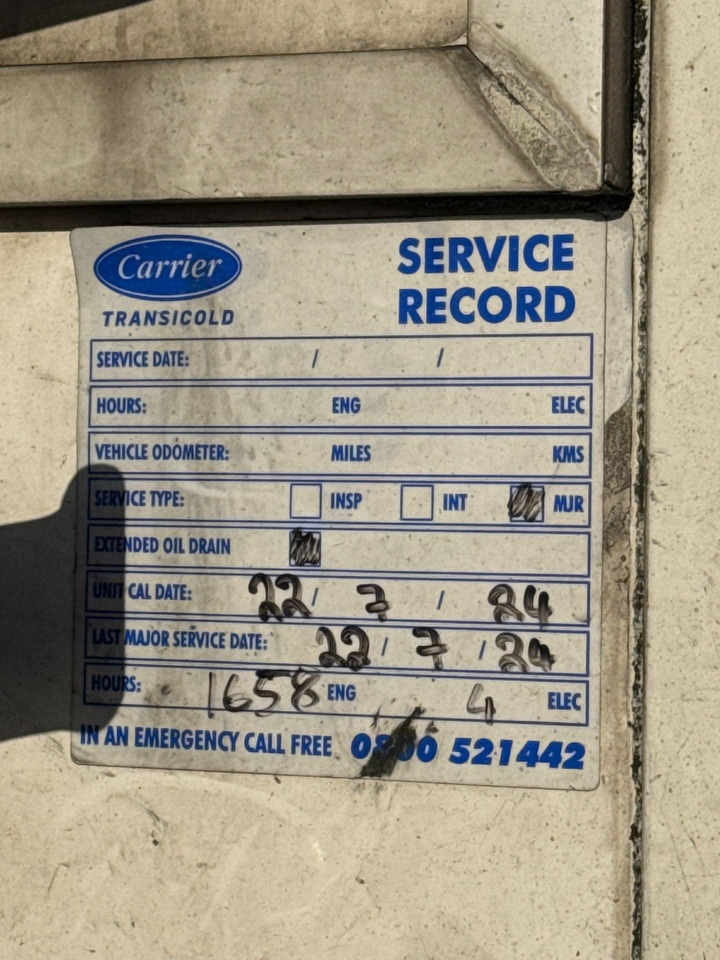 Carrier
TRANSICOLD
SERVICE
RECORD
SERVICE DATE: / /
HOURS: ENG ELEC
VEHICLE ODOMETER: MILES KMS
SERVICE TYPE: INSP INT MJR
EXTENDED OIL DRAIN
UNIT CAL DATE: 22 / 7 / 24
LAST MAJOR SERVICE DATE: 22 / 7 / 24
HOURS: 1658 ENG 4 ELEC
IN AN EMERGENCY CALL FREE 0800 521442